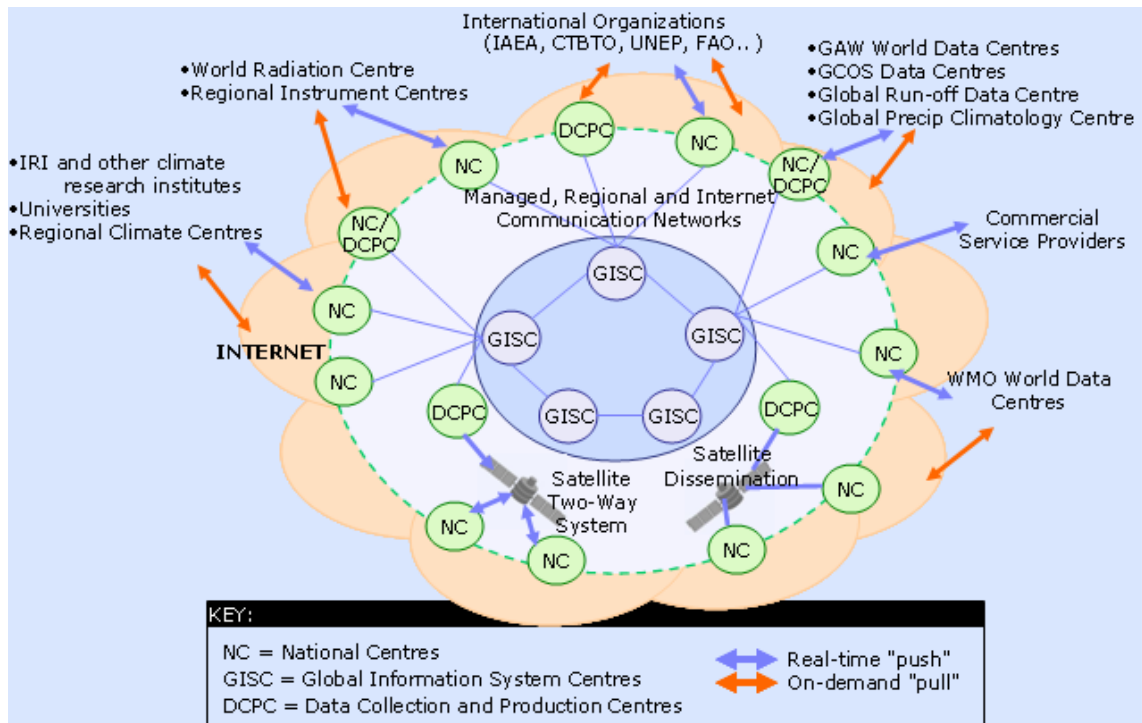 International Organizations
(IAEA, CTBTO, UNEP, FAO.. )
•GAW World Data Centres
•GCOS Data Centres
•Global Run-off Data Centre
•Global Precip Climatology Centre
•World Radiation Centre
•Regional Instrument Centres
•IRI and other climate
research institutes
•Universities
•Regional Climate Centres
DCPC
NC
NC
NC/
DCPC
Managed, Regional and Internet
Communication Networks
NC/
DCPC
NC
Commercial
Service Providers
GISC
NC
GISC
GISC
INTERNET
NC
NC
WMO World Data
Centres
DCPC
GISC
GISC
DCPC
Satellite
Two-Way
System
Satellite
Dissemination
NC
NC
NC
NC
KEY:
NC = National Centres
GISC = Global Information System Centres
DCPC = Data Collection and Production Centres
Real-time "push"
On-demand "pull"